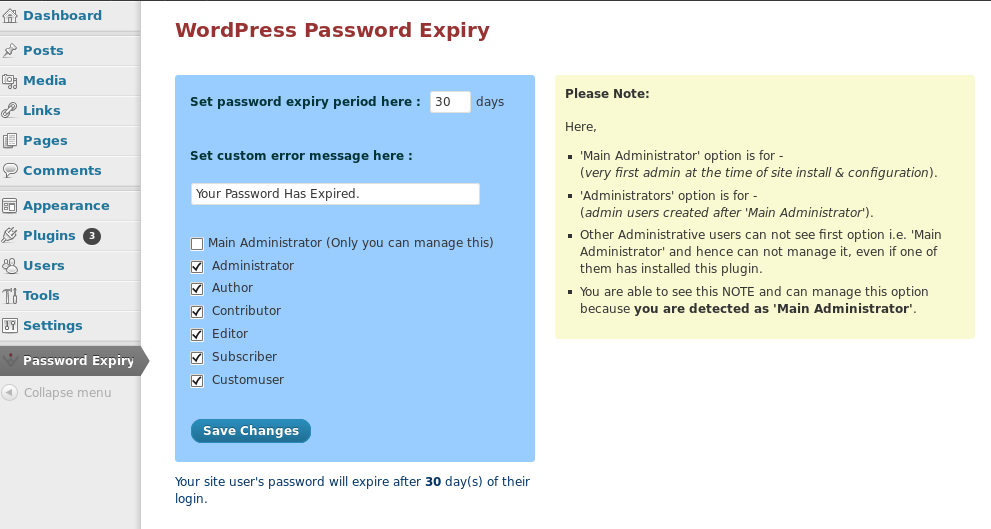 Dashboard
Posts
Media
Links
Pages
Comments
Appearance
Plugins 3
Users
Tools
Settings
Password Expiry
Collapse menu
WordPress Password Expiry
Set password expiry period here : 30 days
Set custom error message here :
Your Password Has Expired.
Main Administrator (Only you can manage this)
Administrator
Author
Contributor
Editor
Subscriber
Customuser
Save Changes
Your site user's password will expire after 30 day(s) of their
login.
Please Note:
Here,
'Main Administrator' option is for -
(very first admin at the time of site install & configuration).
'Administrators' option is for -
(admin users created after 'Main Administrator').
Other Administrative users can not see first option i.e. 'Main
Administrator' and hence can not manage it, even if one of
them has installed this plugin.
You are able to see this NOTE and can manage this option
because you are detected as 'Main Administrator'.